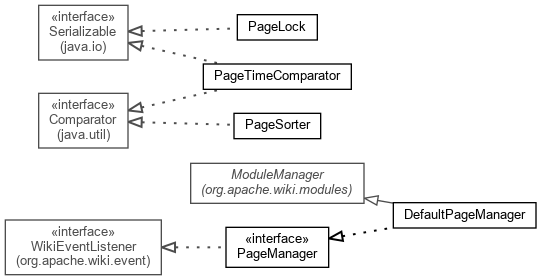 «interface»
Serializable
(java.io)
PageLock
PageTimeComparator
«interface»
Comparator
(java.util)
PageSorter
ModuleManager
(org.apache.wiki.modules)
DefaultPageManager
«interface»
WikiEventListener
(org.apache.wiki.event)
«interface»
PageManager